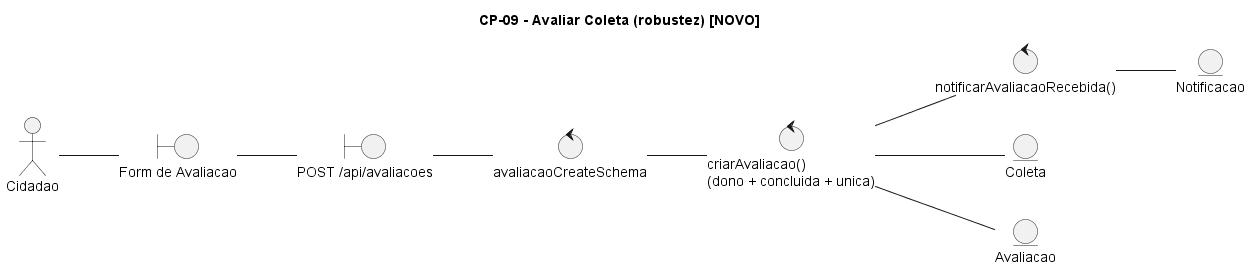 CP-09 - Avaliar Coleta (robustez) [NOVO]
notificarAvaliacaoRecebida()
Notificacao
Cidadao
Form de Avaliacao
POST /api/avaliacoes
avaliacaoCreateSchema
criarAvaliacao()
(dono + concluida + unica)
Coleta
Avaliacao